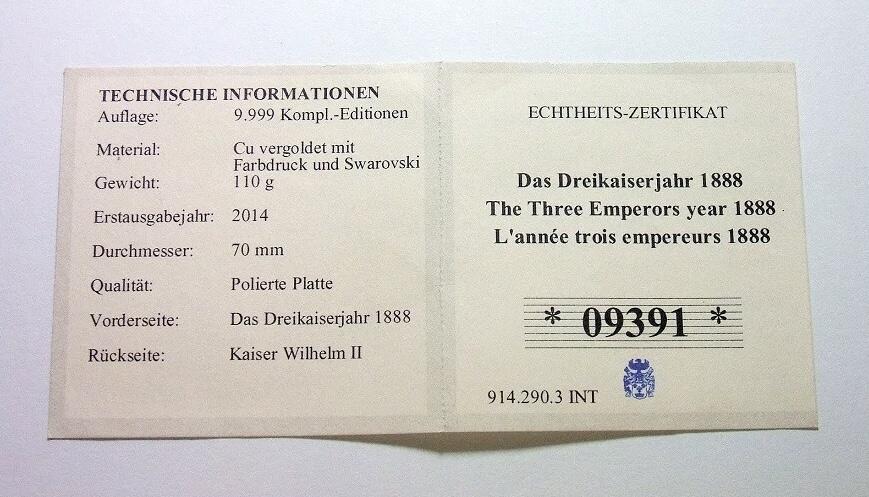 TECHNISCHE INFORMATIONEN
Auflage: 9.999 Kompl.-Editionen
Material: Cu vergoldet mit
Farbdruck und Swarovski
Gewicht: 110 g
Erstausgabejahr: 2014
Durchmesser: 70 mm
Qualität: Polierte Platte
Vorderseite: Das Dreikaiserjahr 1888
Rückseite: Kaiser Wilhelm II
ECHTHEITS-ZERTIFIKAT
Das Dreikaiserjahr 1888
The Three Emperors year 1888
L'année trois empereurs 1888
* 09391 *
914.290.3 INT